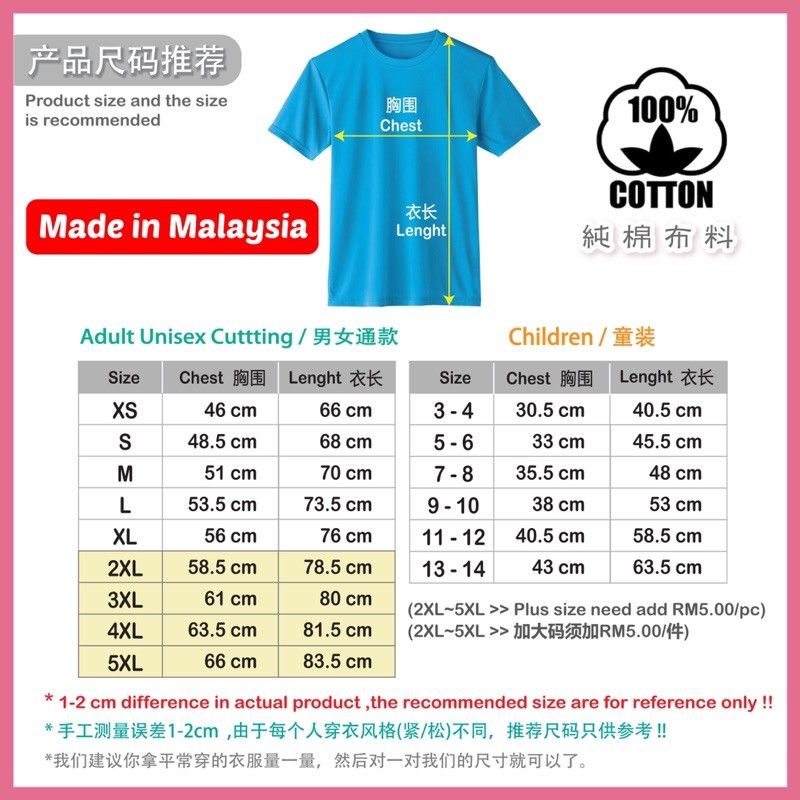 产品尺码推荐
Product size and the size
is recommended
Made in Malaysia
胸围
Chest
衣长
Lenght
100%
COTTON
純棉布料
Adult Unisex Cuttting / 男女通款
Size Chest 胸围 Lenght 衣长
XS 46 cm 66 cm
S 48.5 cm 68 cm
M 51 cm 70 cm
L 53.5 cm 73.5 cm
XL 56 cm 76 cm
2XL 58.5 cm 78.5 cm
3XL 61 cm 80 cm
4XL 63.5 cm 81.5 cm
5XL 66 cm 83.5 cm
Children / 童装
Size Chest 胸围 Lenght 衣长
3 - 4 30.5 cm 40.5 cm
5 - 6 33 cm 45.5 cm
7 - 8 35.5 cm 48 cm
9 - 10 38 cm 53 cm
11 - 12 40.5 cm 58.5 cm
13 - 14 43 cm 63.5 cm
(2XL~5XL >> Plus size need add RM5.00/pc)
(2XL~5XL >> 加大码须加RM5.00/件)
* 1-2 cm difference in actual product ,the recommended size are for reference only !!
* 手工测量误差1-2cm ,由于每个人穿衣风格(紧/松)不同，推荐尺码只供参考 !!
*我们建议你拿平常穿的衣服量一量，然后对一对我们的尺寸就可以了。